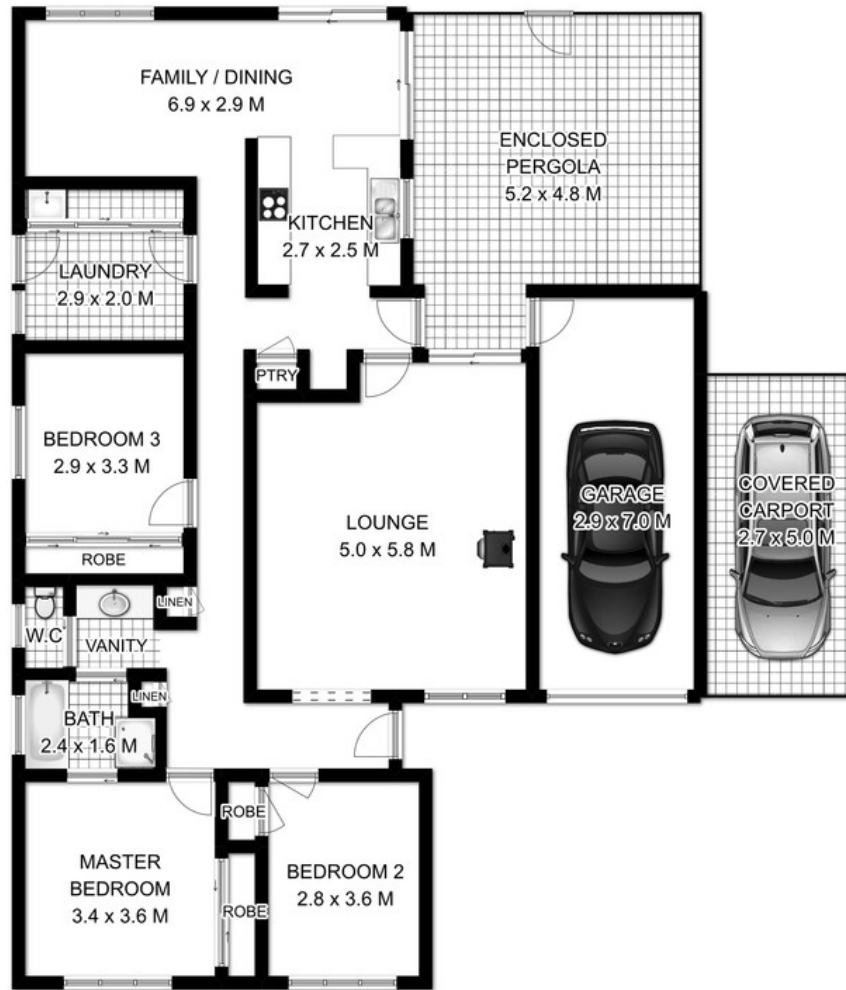 FAMILY / DINING
6.9 x 2.9 M
ENCLOSED
PERGOLA
5.2 x 4.8 M
KITCHEN
2.7 x 2.5 M
LAUNDRY
2.9 x 2.0 M
PTRY
BEDROOM 3
2.9 x 3.3 M
ROBE
LOUNGE
5.0 x 5.8 M
GARAGE
2.9 x 7.0 M
COVERED
CARPORT
2.7 x 5.0 M
LINEN
W.C
VANITY
LINEN
BATH
2.4 x 1.6 M
ROBE
MASTER
BEDROOM
3.4 x 3.6 M
ROBE
BEDROOM 2
2.8 x 3.6 M